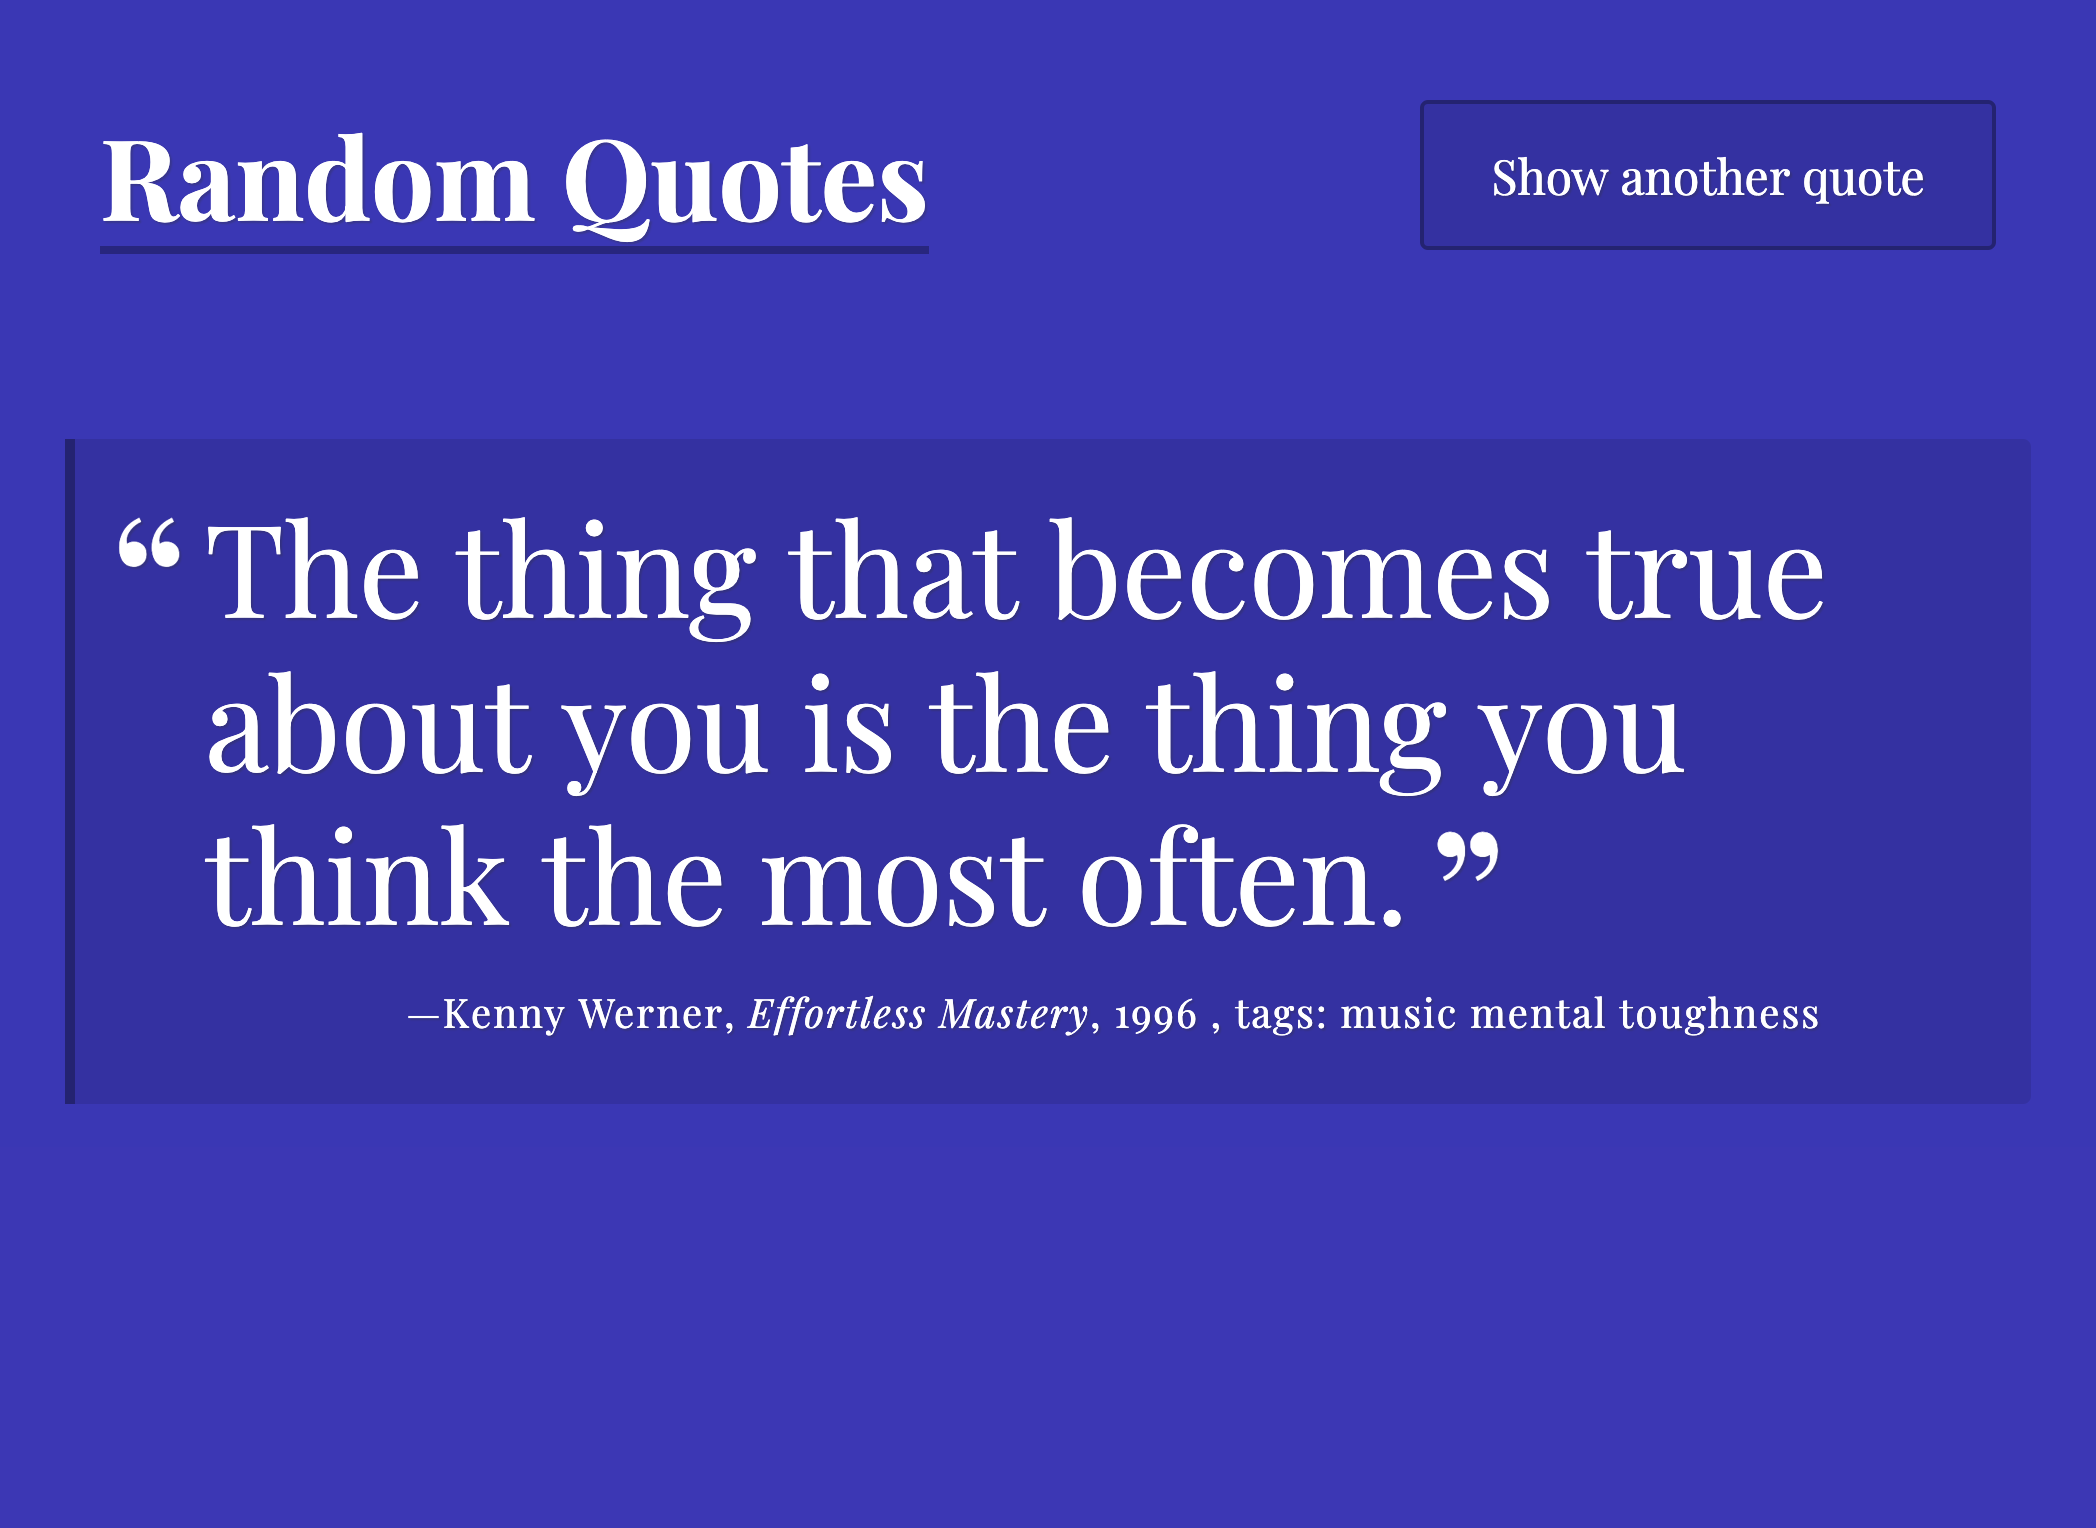 Random Quotes
Show another quote
“The thing that becomes true
about you is the thing you
think the most often.”
—Kenny Werner, Effortless Mastery, 1996 , tags: music mental toughness